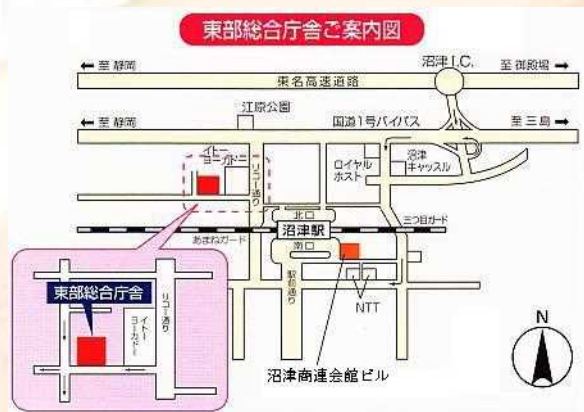 東部総合庁舎ご案内図
沼津I.C.
← 至 静岡
至 御殿場 →
東名高速道路
江原公園
← 至 静岡
国道1号バイパス
至 三島 →
イトー
ヨーカドー
リコー通り
ロイヤル
ホスト
沼津
キャッスル
北口
三つ目ガード
沼津駅
あまねガード
南口
駅前通り
NTT
東部総合庁舎
リコー通り
イトー
ヨーカドー
沼津商連会館ビル
N